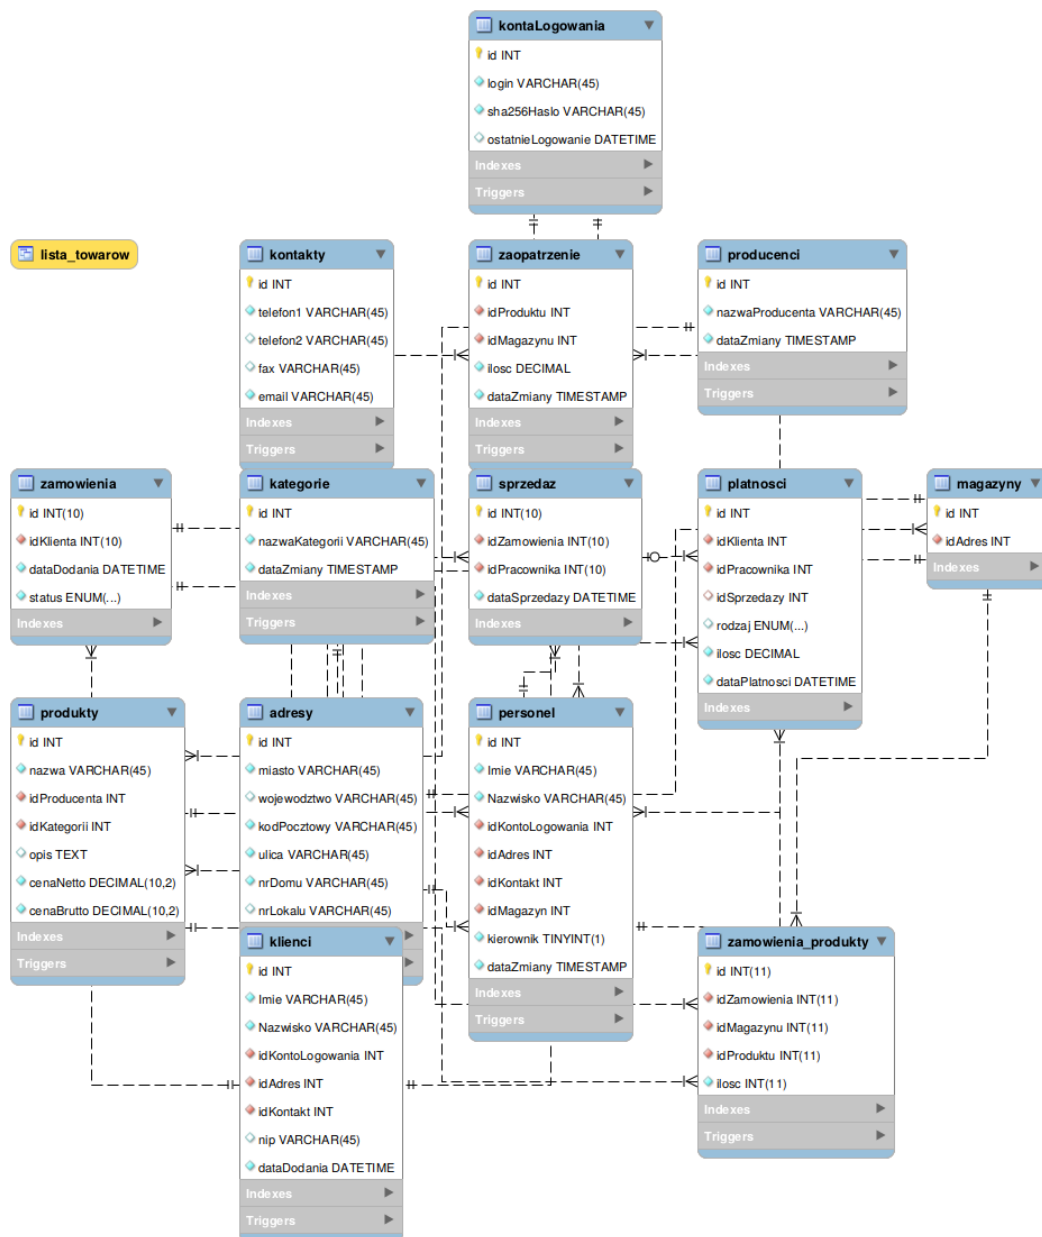 kontaLogowania
id INT
login VARCHAR(45)
sha256Haslo VARCHAR(45)
ostatnieLogowanie DATETIME
Indexes
Triggers
lista_towarow
kontakty
id INT
telefon1 VARCHAR(45)
telefon2 VARCHAR(45)
fax VARCHAR(45)
email VARCHAR(45)
Indexes
Triggers
zaopatrzenie
id INT
idProduktu INT
idMagazynu INT
ilosc DECIMAL
dataZmiany TIMESTAMP
Indexes
Triggers
producenci
id INT
nazwaProducenta VARCHAR(45)
dataZmiany TIMESTAMP
Indexes
Triggers
zamowienia
id INT(10)
idKlienta INT(10)
dataDodania DATETIME
status ENUM(...)
Indexes
kategorie
id INT
nazwaKategorii VARCHAR(45)
dataZmiany TIMESTAMP
Indexes
Triggers
sprzedaz
id INT(10)
idZamowienia INT(10)
idPracownika INT(10)
dataSprzedazy DATETIME
Indexes
platnosci
id INT
idKlienta INT
idPracownika INT
idSprzedazy INT
rodzaj ENUM(...)
ilosc DECIMAL
dataPlatnosci DATETIME
Indexes
magazyny
id INT
idAdres INT
Indexes
produkty
id INT
nazwa VARCHAR(45)
idProducenta INT
idKategorii INT
opis TEXT
cenaNetto DECIMAL(10,2)
cenaBrutto DECIMAL(10,2)
Indexes
Triggers
adresy
id INT
miasto VARCHAR(45)
wojewodztwo VARCHAR(45)
kodPocztowy VARCHAR(45)
ulica VARCHAR(45)
nrDomu VARCHAR(45)
nrLokalu VARCHAR(45)
personel
id INT
Imie VARCHAR(45)
Nazwisko VARCHAR(45)
idKontoLogowania INT
idAdres INT
idKontakt INT
idMagazyn INT
kierownik TINYINT(1)
dataZmiany TIMESTAMP
Indexes
Triggers
klienci
id INT
Imie VARCHAR(45)
Nazwisko VARCHAR(45)
idKontoLogowania INT
idAdres INT
idKontakt INT
nip VARCHAR(45)
dataDodania DATETIME
Indexes
Triggers
zamowienia_produkty
id INT(11)
idZamowienia INT(11)
idMagazynu INT(11)
idProduktu INT(11)
ilosc INT(11)
Indexes
Triggers